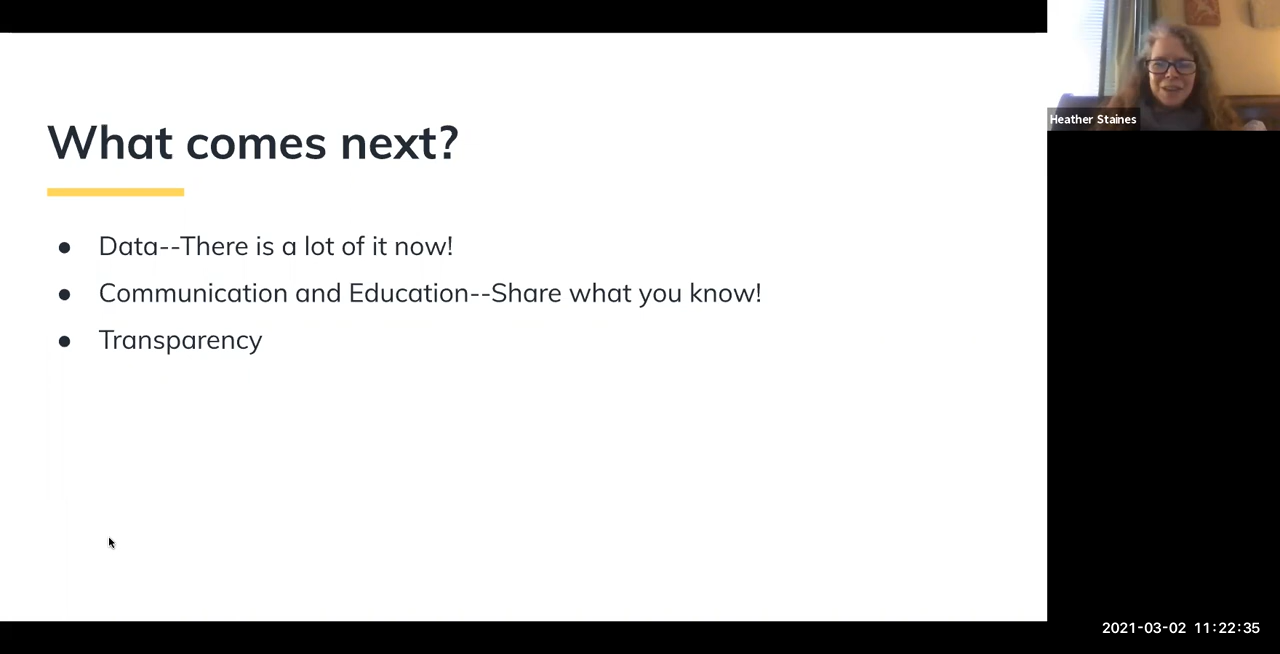 What comes next?
● Data--There is a lot of it now!
● Communication and Education--Share what you know!
● Transparency
Heather Staines
2021-03-02 11:22:35